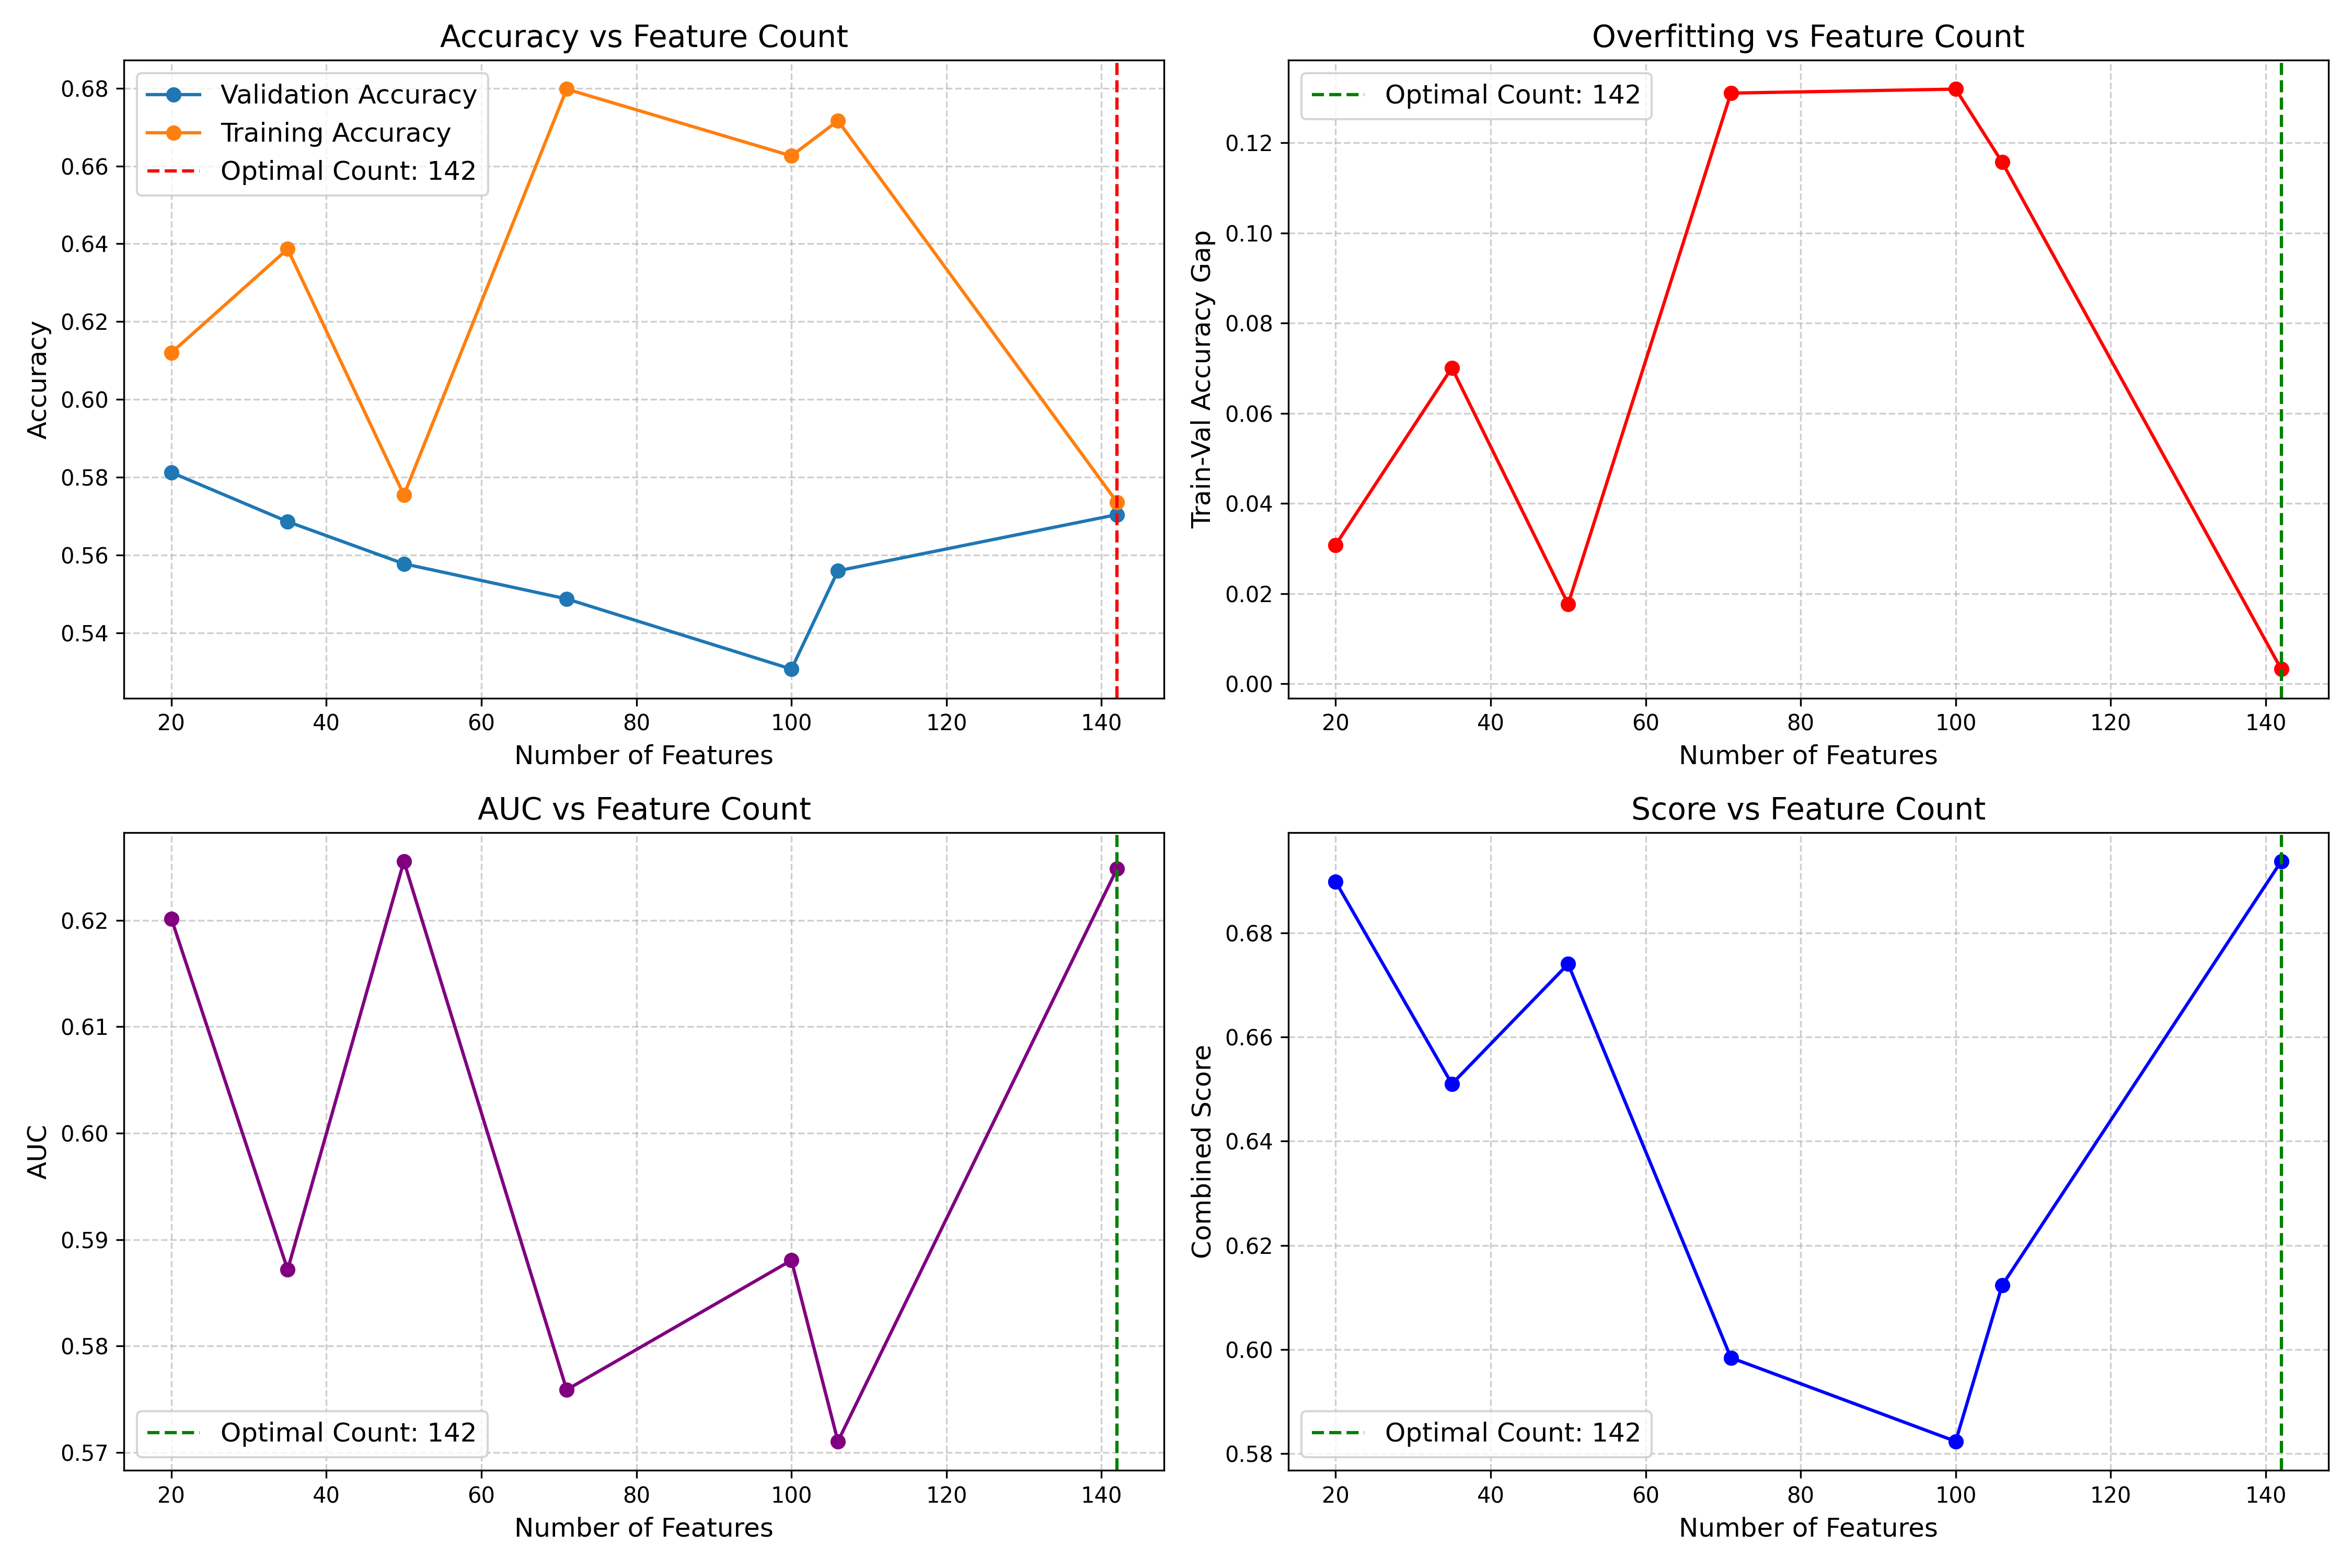 Accuracy vs Feature Count
Validation Accuracy
Training Accuracy
Optimal Count: 142
Accuracy
0.68
0.66
0.64
0.62
0.60
0.58
0.56
0.54
20 40 60 80 100 120 140
Number of Features
Overfitting vs Feature Count
Optimal Count: 142
Train-Val Accuracy Gap
0.12
0.10
0.08
0.06
0.04
0.02
0.00
20 40 60 80 100 120 140
Number of Features
AUC vs Feature Count
AUC
0.62
0.61
0.60
0.59
0.58
0.57
Optimal Count: 142
20 40 60 80 100 120 140
Number of Features
Score vs Feature Count
Combined Score
0.68
0.66
0.64
0.62
0.60
0.58
Optimal Count: 142
20 40 60 80 100 120 140
Number of Features